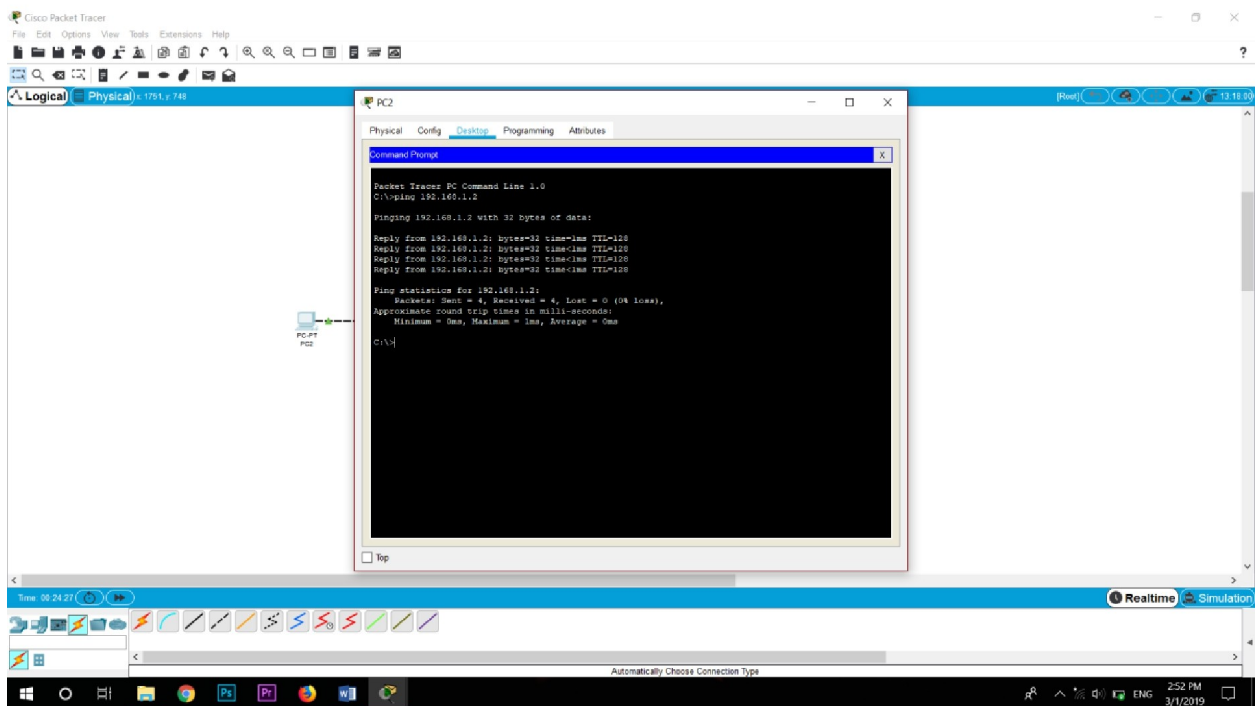 Cisco Packet Tracer
File Edit Options View Tools Extensions Help
?
Logical Physical x: 1751, y: 748
[Root] 13:18:00
PC2
Physical Config Desktop Programming Attributes
Command Prompt X
Packet Tracer PC Command Line 1.0
C:\>ping 192.168.1.2
Pinging 192.168.1.2 with 32 bytes of data:
Reply from 192.168.1.2: bytes=32 time=1ms TTL=128
Reply from 192.168.1.2: bytes=32 time<1ms TTL=128
Reply from 192.168.1.2: bytes=32 time<1ms TTL=128
Reply from 192.168.1.2: bytes=32 time<1ms TTL=128
Ping statistics for 192.168.1.2:
Packets: Sent = 4, Received = 4, Lost = 0 (0% loss),
Approximate round trip times in milli-seconds:
Minimum = 0ms, Maximum = 1ms, Average = 0ms
C:\>
PC-PT
PC2
Top
Time: 00:24:27
Realtime Simulation
Automatically Choose Connection Type
Ps Pr
ENG
2:52 PM
3/1/2019